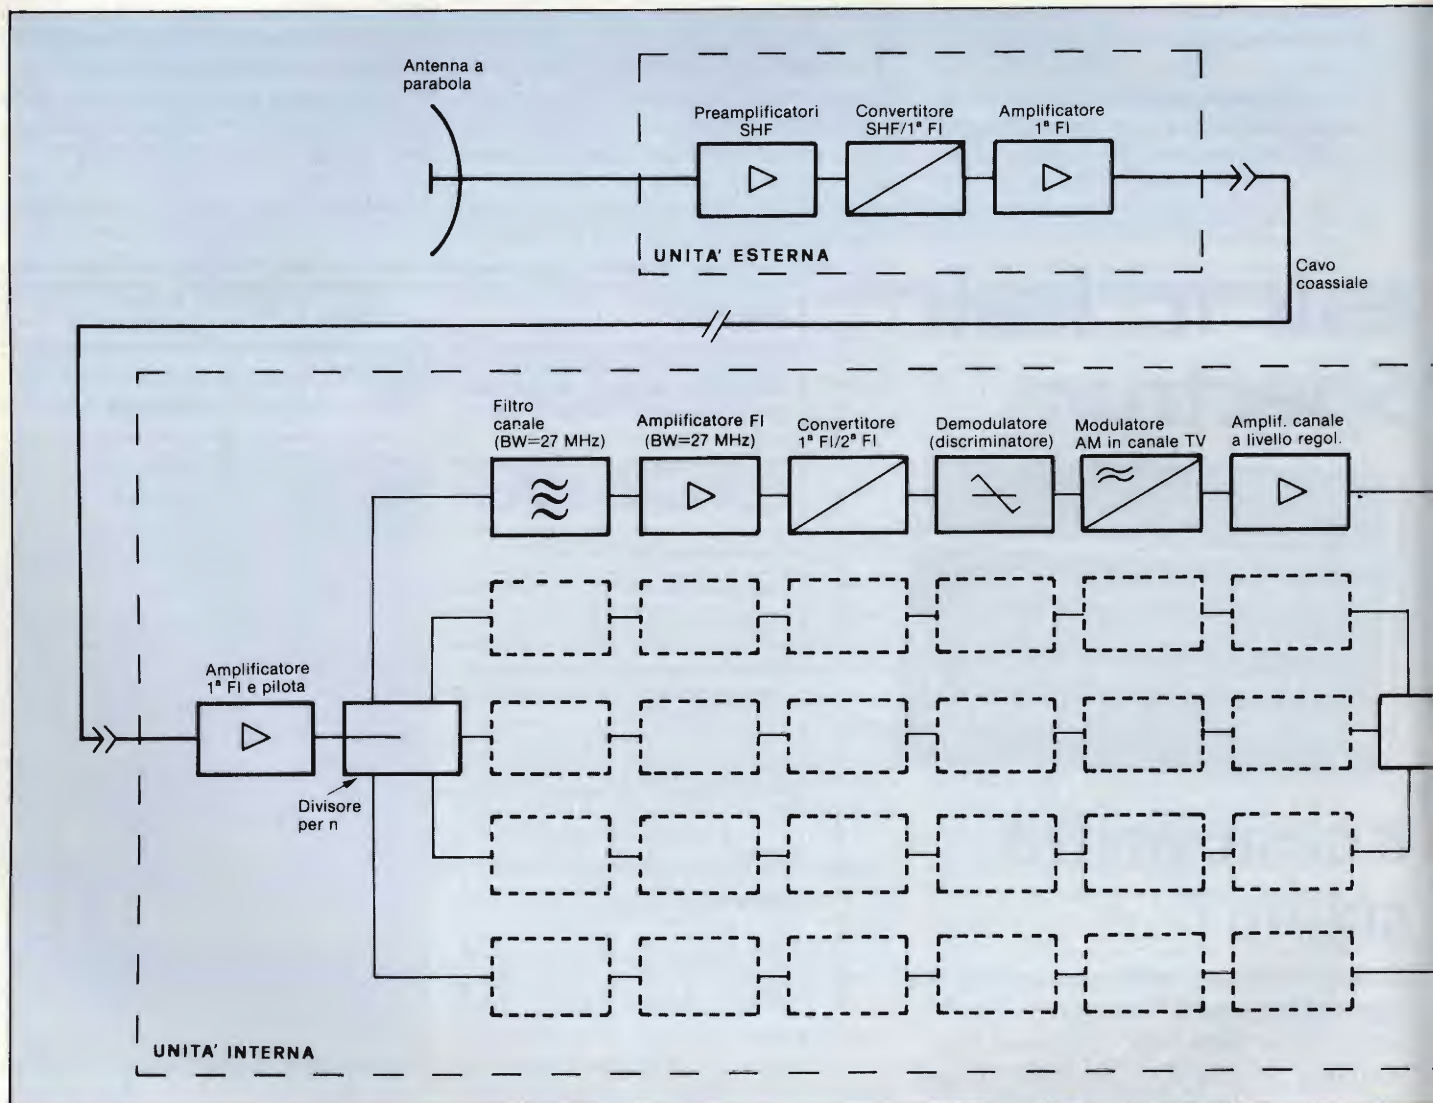 Antenna a
parabola
Preamplificatori
SHF
Convertitore
SHF/1ª FI
Amplificatore
1ª FI
UNITA' ESTERNA
Cavo
coassiale
Filtro
canale
(BW=27 MHz)
Amplificatore FI
(BW=27 MHz)
Convertitore
1ª FI/2ª FI
Demodulatore
(discriminatore)
Modulatore
AM in canale TV
Amplif. canale
a livello regol.
Amplificatore
1ª FI e pilota
Divisore
per n
UNITA' INTERNA